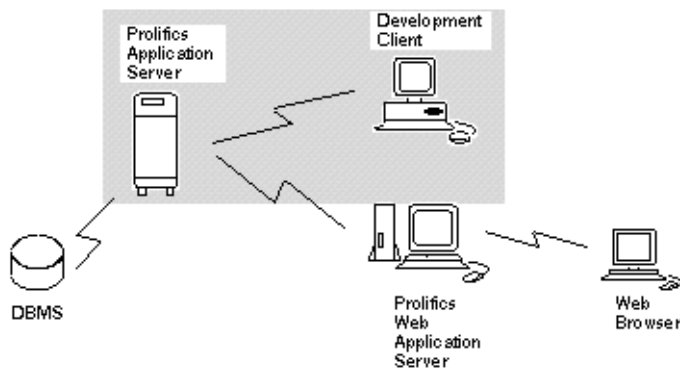 Prolifics
Application
Server
Development
Client
DBMS
Prolifics
Web
Application
Server
Web
Browser